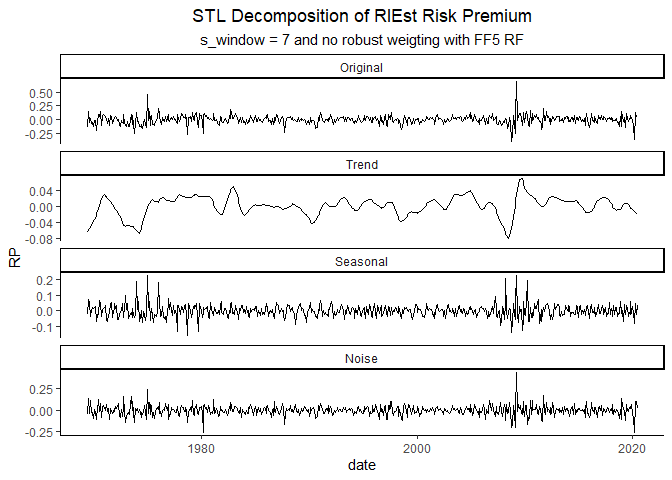 STL Decomposition of RlEst Risk Premium
s_window = 7 and no robust weigting with FF5 RF
Original
0.50
0.25
0.00
-0.25
Trend
0.04
0.00
-0.04
-0.08
RP
Seasonal
0.2
0.1
0.0
-0.1
Noise
0.25
0.00
-0.25
1980 2000 2020
date